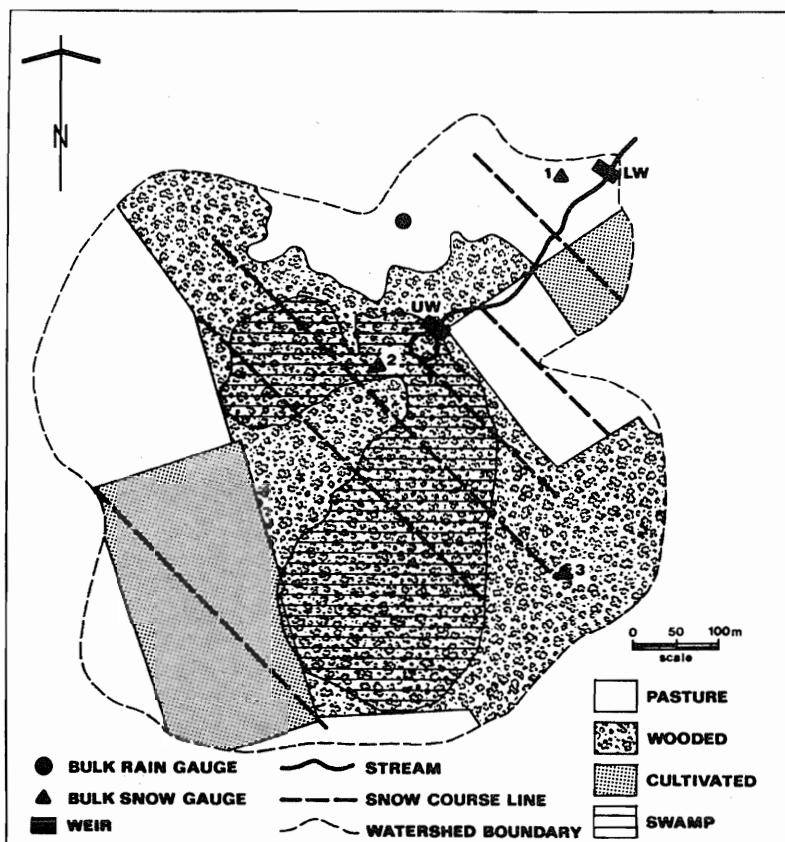 N
1
LW
UW
2
3
0 50 100 m
scale
PASTURE
WOODED
CULTIVATED
SWAMP
BULK RAIN GAUGE
BULK SNOW GAUGE
WEIR
STREAM
SNOW COURSE LINE
WATERSHED BOUNDARY